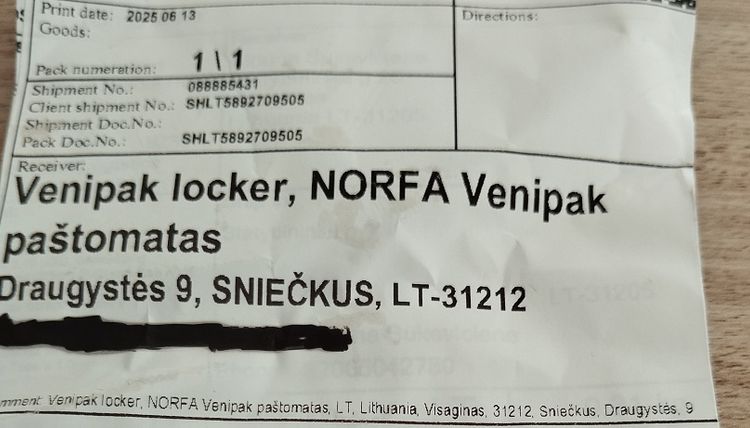 Print date: 2025 06 13
Directions:
Goods:
Pack numeration: 1 \ 1
Shipment No.: 088885431
Client shipment No.: SHLT5892709505
Shipment Doc.No.:
Pack Doc.No.: SHLT5892709505
Receiver:
Venipak locker, NORFA Venipak
paštomatas
Draugystės 9, SNIEČKUS, LT-31212
mment Venipak locker, NORFA Venipak paštomatas, LT, Lithuania, Visaginas, 31212, Sniečkus, Draugystės, 9